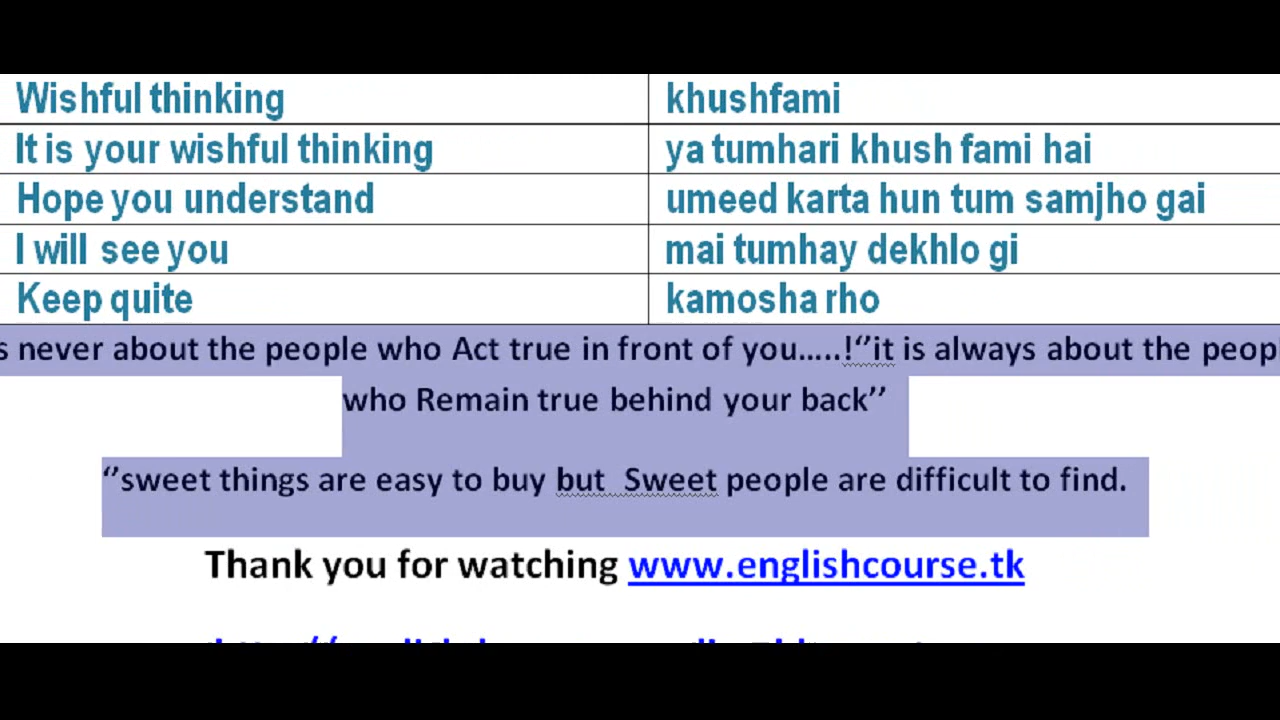 Wishful thinking khushfami
It is your wishful thinking ya tumhari khush fami hai
Hope you understand umeed karta hun tum samjho gai
I will see you mai tumhay dekhlo gi
Keep quite kamosha rho
s never about the people who Act true in front of you.....!‘’it is always about the peopl
who Remain true behind your back’’
‘’sweet things are easy to buy but Sweet people are difficult to find.
Thank you for watching www.englishcourse.tk